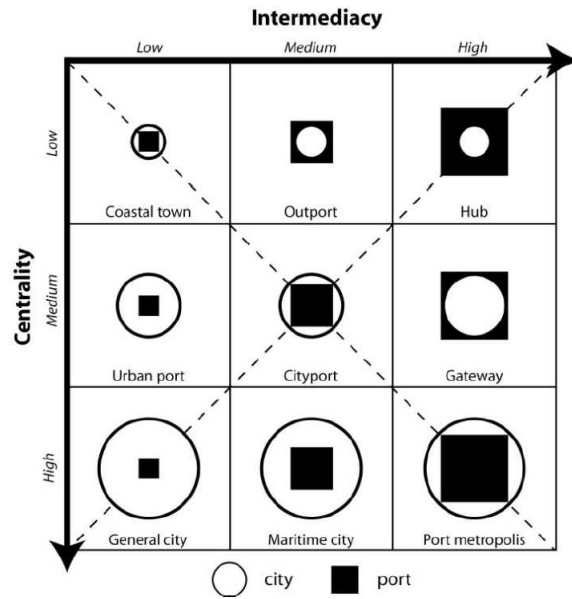 Intermediacy
Low Medium High
Centrality
Low
Coastal town Outport Hub
Medium
Urban port Cityport Gateway
High
General city Maritime city Port metropolis
city port